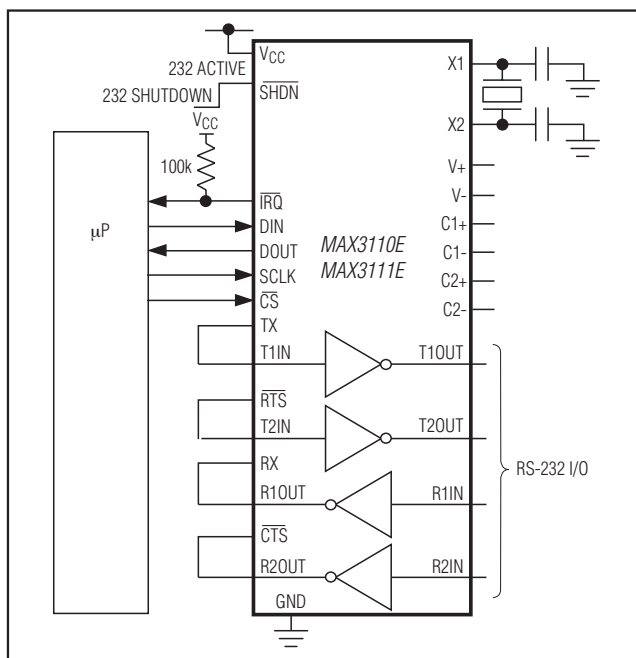 VCC
232 ACTIVE
232 SHUTDOWN
SHDN
VCC
100k
µP
IRQ
DIN
DOUT
SCLK
CS
TX
T1IN
RTS
T2IN
RX
R1OUT
CTS
R2OUT
GND
MAX3110E
MAX3111E
X1
X2
V+
V-
C1+
C1-
C2+
C2-
T1OUT
T2OUT
R1IN
R2IN
RS-232 I/O